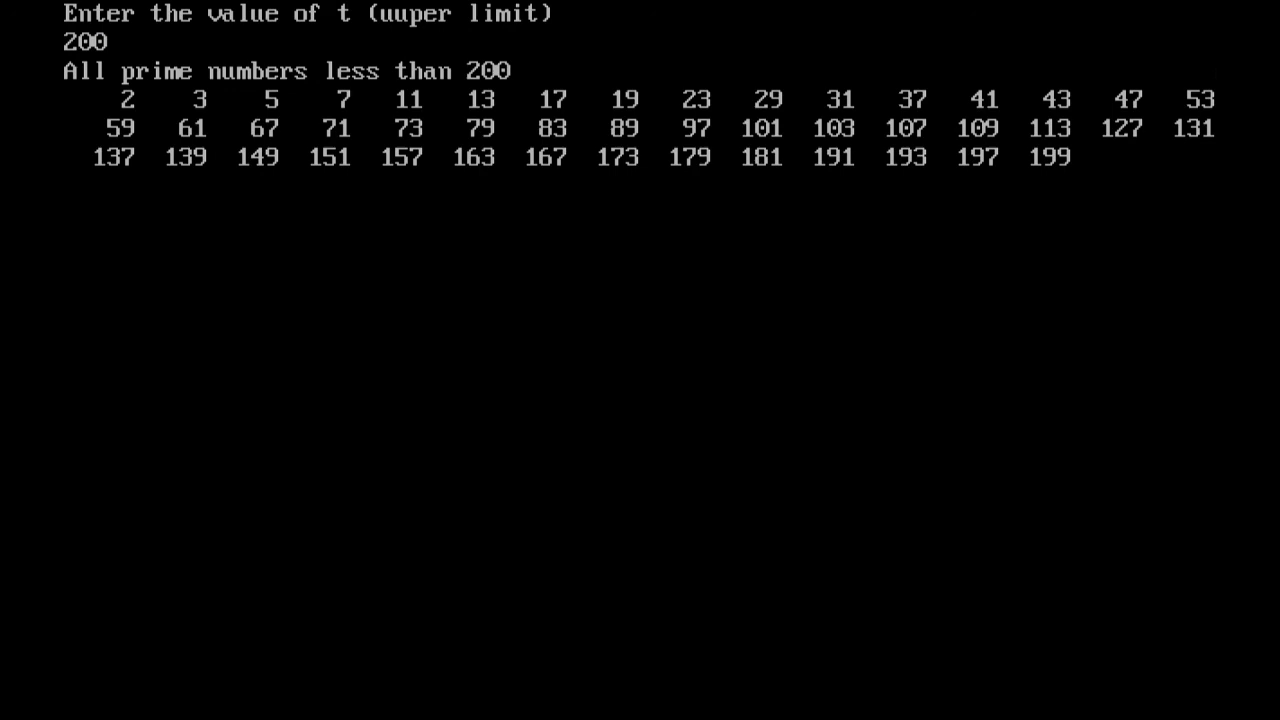 Enter the value of t (uuper limit)
200
All prime numbers less than 200
2 3 5 7 11 13 17 19 23 29 31 37 41 43 47 53
59 61 67 71 73 79 83 89 97 101 103 107 109 113 127 131
137 139 149 151 157 163 167 173 179 181 191 193 197 199